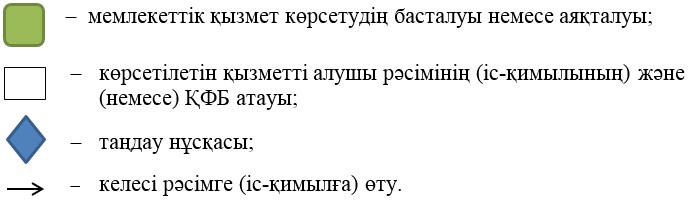 – мемлекеттік қызмет көрсетудің басталуы немесе аяқталуы;
– көрсетілетін қызметті алушы рәсімінің (іс-қимылының) және
(немесе) ҚФБ атауы;
– таңдау нұсқасы;
– келесі рәсімге (іс-қимылға) өту.